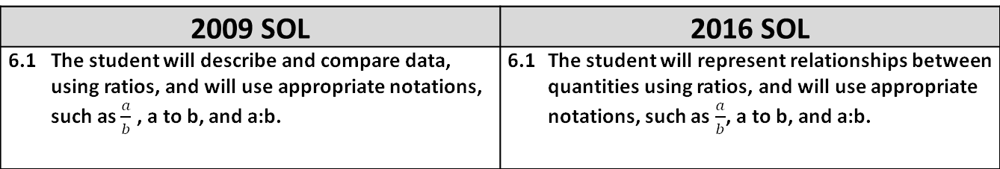 2009 SOL
2016 SOL
6.1 The student will describe and compare data,
using ratios, and will use appropriate notations,
such as a/b , a to b, and a:b.
6.1 The student will represent relationships between
quantities using ratios, and will use appropriate
notations, such as a/b, a to b, and a:b.